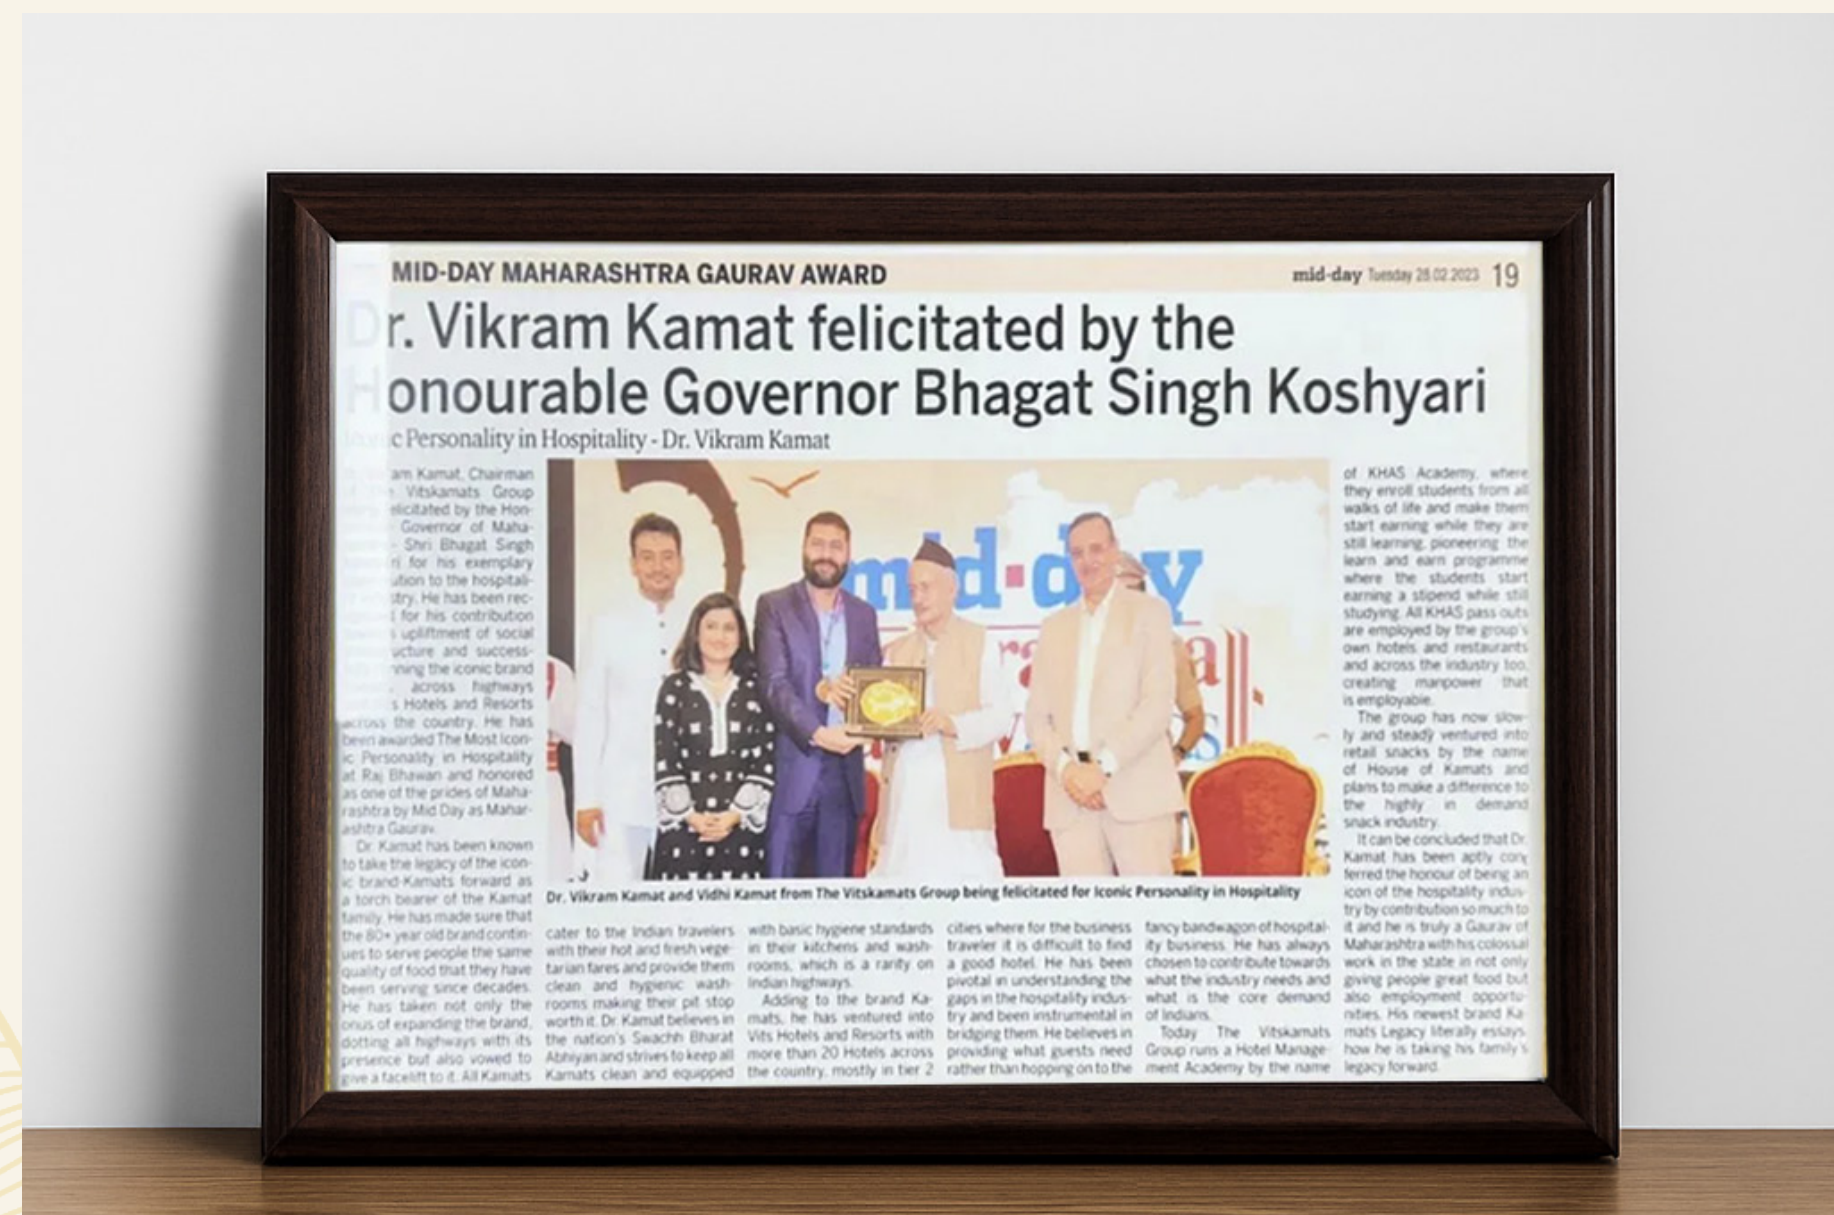 MID-DAY MAHARASHTRA GAURAV AWARD
mid-day Tuesday 28.02.2023 19
Dr. Vikram Kamat felicitated by the
Honourable Governor Bhagat Singh Koshyari
Iconic Personality in Hospitality - Dr. Vikram Kamat
am Kamat, Chairman
Vitskamats Group
elicitated by the Hon-
Governor of Maha-
- Shri Bhagat Singh
ri for his exemplary
ution to the hospitali-
stry. He has been rec-
for his contribution
s upliftment of social
ucture and success-
nning the iconic brand
across highways
s Hotels and Resorts
across the country. He has
been awarded The Most Icon-
ic Personality in Hospitality
at Raj Bhawan and honored
as one of the prides of Maha-
rashtra by Mid Day as Mahar-
ashtra Gaurav.
Dr. Kamat has been known
to take the legacy of the icon-
ic brand-Kamats forward as
a torch bearer of the Kamat
family. He has made sure that
the 80+ year old brand contin-
ues to serve people the same
quality of food that they have
been serving since decades.
He has taken not only the
onus of expanding the brand,
dotting all highways with its
presence but also vowed to
give a facelift to it. All Kamats
mid-day
Dr. Vikram Kamat and Vidhi Kamat from The Vitskamats Group being felicitated for Iconic Personality in Hospitality
cater to the Indian travelers
with their hot and fresh vege-
tarian fares and provide them
clean and hygienic wash-
rooms making their pit stop
worth it. Dr. Kamat believes in
the nation's Swachh Bharat
Abhiyan and strives to keep all
Kamats clean and equipped
with basic hygiene standards
in their kitchens and wash-
rooms, which is a rarity on
Indian highways.
Adding to the brand Ka-
mats, he has ventured into
Vits Hotels and Resorts with
more than 20 Hotels across
the country, mostly in tier 2
cities where for the business
traveler it is difficult to find
a good hotel. He has been
pivotal in understanding the
gaps in the hospitality indus-
try and been instrumental in
bridging them. He believes in
providing what guests need
rather than hopping on to the
fancy bandwagon of hospital-
ity business. He has always
chosen to contribute towards
what the industry needs and
what is the core demand
of Indians.
Today The Vitskamats
Group runs a Hotel Manage-
ment Academy by the name
of KHAS Academy, where
they enroll students from all
walks of life and make them
start earning while they are
still learning, pioneering the
learn and earn programme
where the students start
earning a stipend while still
studying. All KHAS pass outs
are employed by the group's
own hotels and restaurants
and across the industry too,
creating manpower that
is employable.
The group has now slow-
ly and steady ventured into
retail snacks by the name
of House of Kamats and
plans to make a difference to
the highly in demand
snack industry.
It can be concluded that Dr.
Kamat has been aptly con-
ferred the honour of being an
icon of the hospitality indus-
try by contribution so much to
it and he is truly a Gaurav of
Maharashtra with his colossal
work in the state in not only
giving people great food but
also employment opportu-
nities. His newest brand Ka-
mats Legacy literally essays
how he is taking his family's
legacy forward.